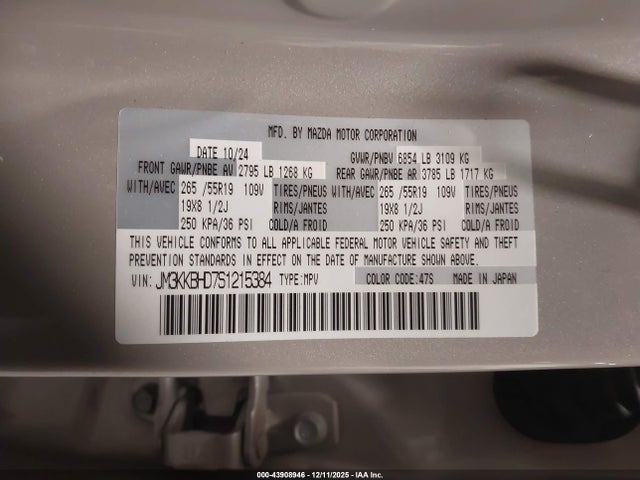 MFD. BY MAZDA MOTOR CORPORATION
DATE 10/24 GVWR/PNBV 6854 LB 3109 KG
FRONT GAWR/PNBE AV 2795 LB 1268 KG REAR GAWR/PNBE AR 3785 LB 1717 KG
WITH/AVEC 265 /55R19 109V TIRES/PNEUS WITH/AVEC 265 /55R19 109V TIRES/PNEUS
19X8 1/2J RIMS/JANTES 19X8 1/2J RIMS/JANTES
250 KPA/36 PSI COLD/A FROID 250 KPA/36 PSI COLD/A FROID
THIS VEHICLE CONFORMS TO ALL APPLICABLE FEDERAL MOTOR VEHICLE SAFETY AND THEFT
PREVENTION STANDARDS IN EFFECT ON THE DATE OF MANUFACTURE SHOWN ABOVE.
VIN: JM3KKBHD7S1215384 TYPE:MPV COLOR CODE:47S MADE IN JAPAN
000-43908946 - 12/11/2025 - IAA Inc.